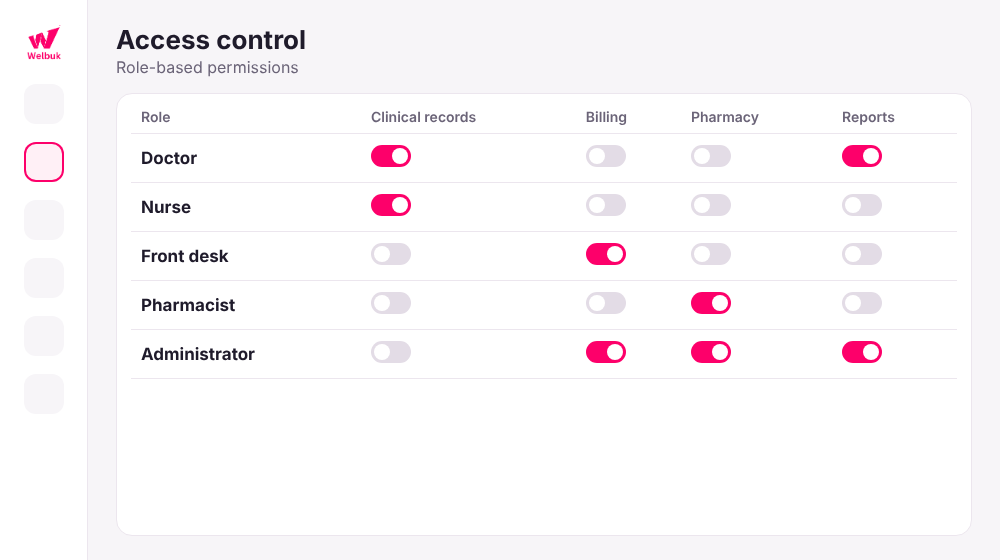 Welbuk
Access control
Role-based permissions
Role Clinical records Billing Pharmacy Reports
Doctor
Nurse
Front desk
Pharmacist
Administrator